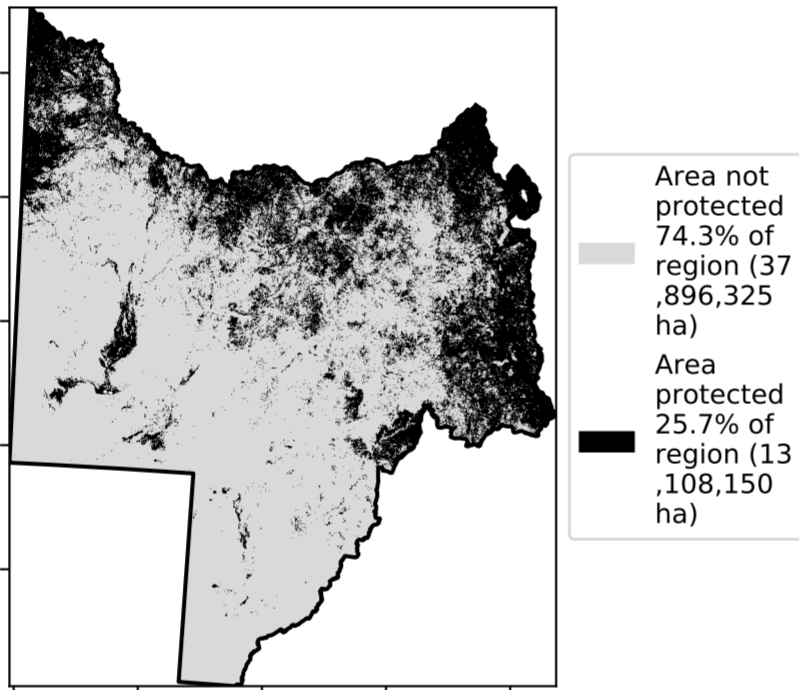 Area not
protected
74.3% of
region (37
,896,325
ha)
Area
protected
25.7% of
region (13
,108,150
ha)